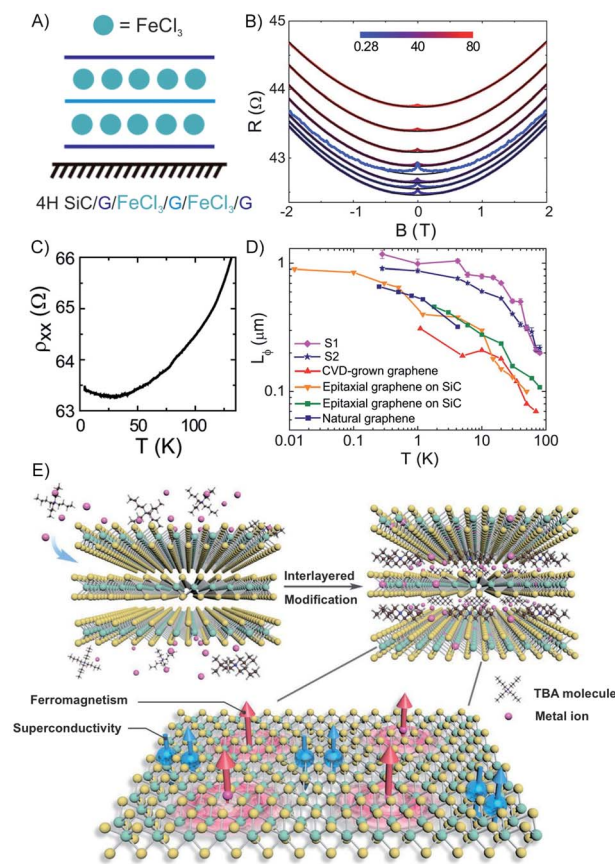 A)
= FeCl₃
4H SiC/G/FeCl₃/G/FeCl₃/G
B)
0.28 40 80
45
44
43
R (Ω)
-2 -1 0 1 2
B (T)
C)
66
65
64
63
ρxx (Ω)
0 50 100
T (K)
D)
1
0.1
Lϕ (μm)
S1
S2
CVD-grown graphene
Epitaxial graphene on SiC
Epitaxial graphene on SiC
Natural graphene
0.01 0.1 1 10 100
T (K)
E)
Interlayered
Modification
TBA molecule
Metal ion
Ferromagnetism
Superconductivity